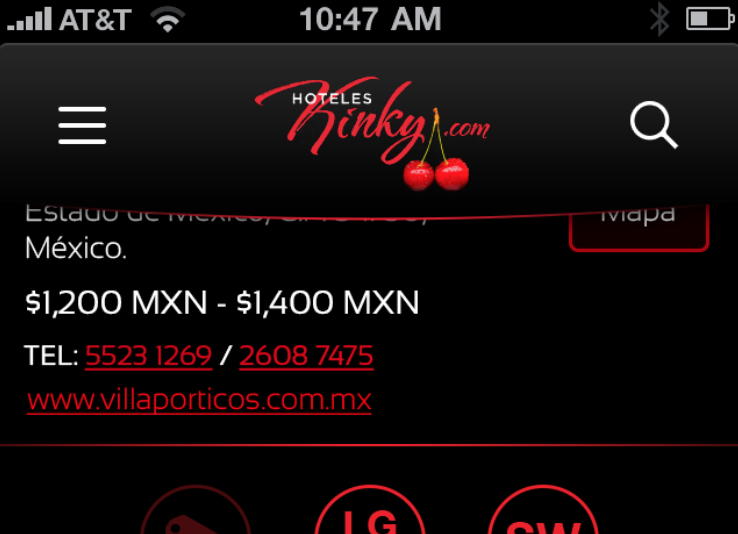 AT&T
10:47 AM
HOTELES
Kinky.com
Estado de México,
Mapa
México.
$1,200 MXN - $1,400 MXN
TEL: 5523 1269 / 2608 7475
www.villaporticos.com.mx
LG
SW